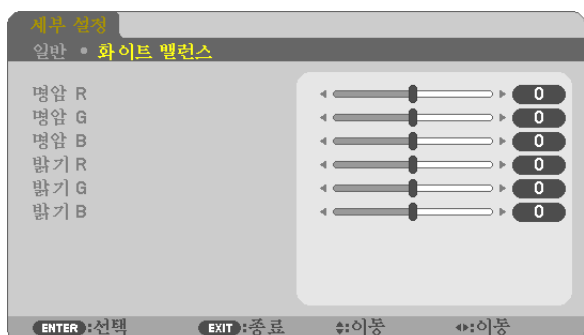 세부 설정
일반 • 화이트 밸런스
명암 R 0
명암 G 0
명암 B 0
밝기 R 0
밝기 G 0
밝기 B 0
ENTER:선택 EXIT:종료 :이동 :이동